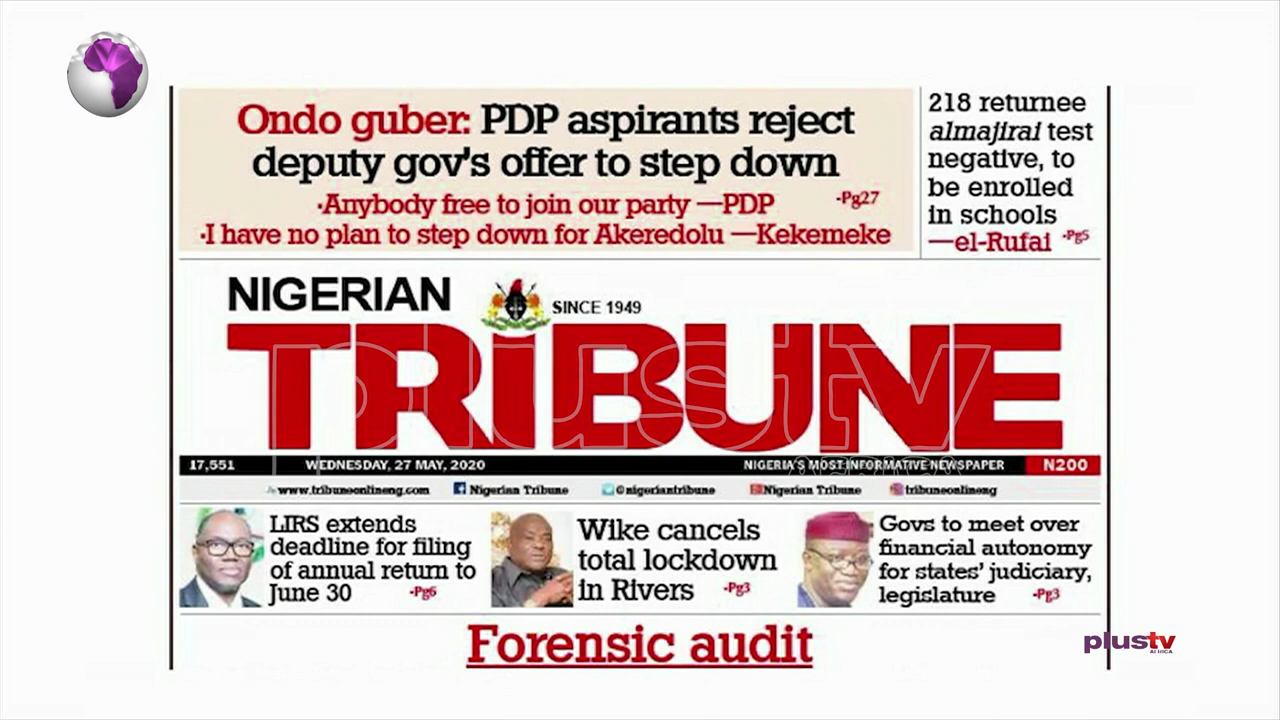 Ondo guber: PDP aspirants reject
deputy gov's offer to step down
·Anybody free to join our party —PDP -Pg27
·I have no plan to step down for Akeredolu —Kekemeke
218 returnee
almajirai test
negative, to
be enrolled
in schools
—el-Rufai -Pg5
NIGERIAN
SINCE 1949
TRIBUNE
plustv
AFRICA
17,551 WEDNESDAY, 27 MAY, 2020 NIGERIA'S MOST INFORMATIVE NEWSPAPER N200
www.tribuneonlineng.com Nigerian Tribune @nigeriantribune Nigerian Tribune tribuneonlineng
LIRS extends
deadline for filing
of annual return to
June 30 -Pg6
Wike cancels
total lockdown
in Rivers -Pg3
Govs to meet over
financial autonomy
for states' judiciary,
legislature -Pg3
Forensic audit
plustv
AFRICA